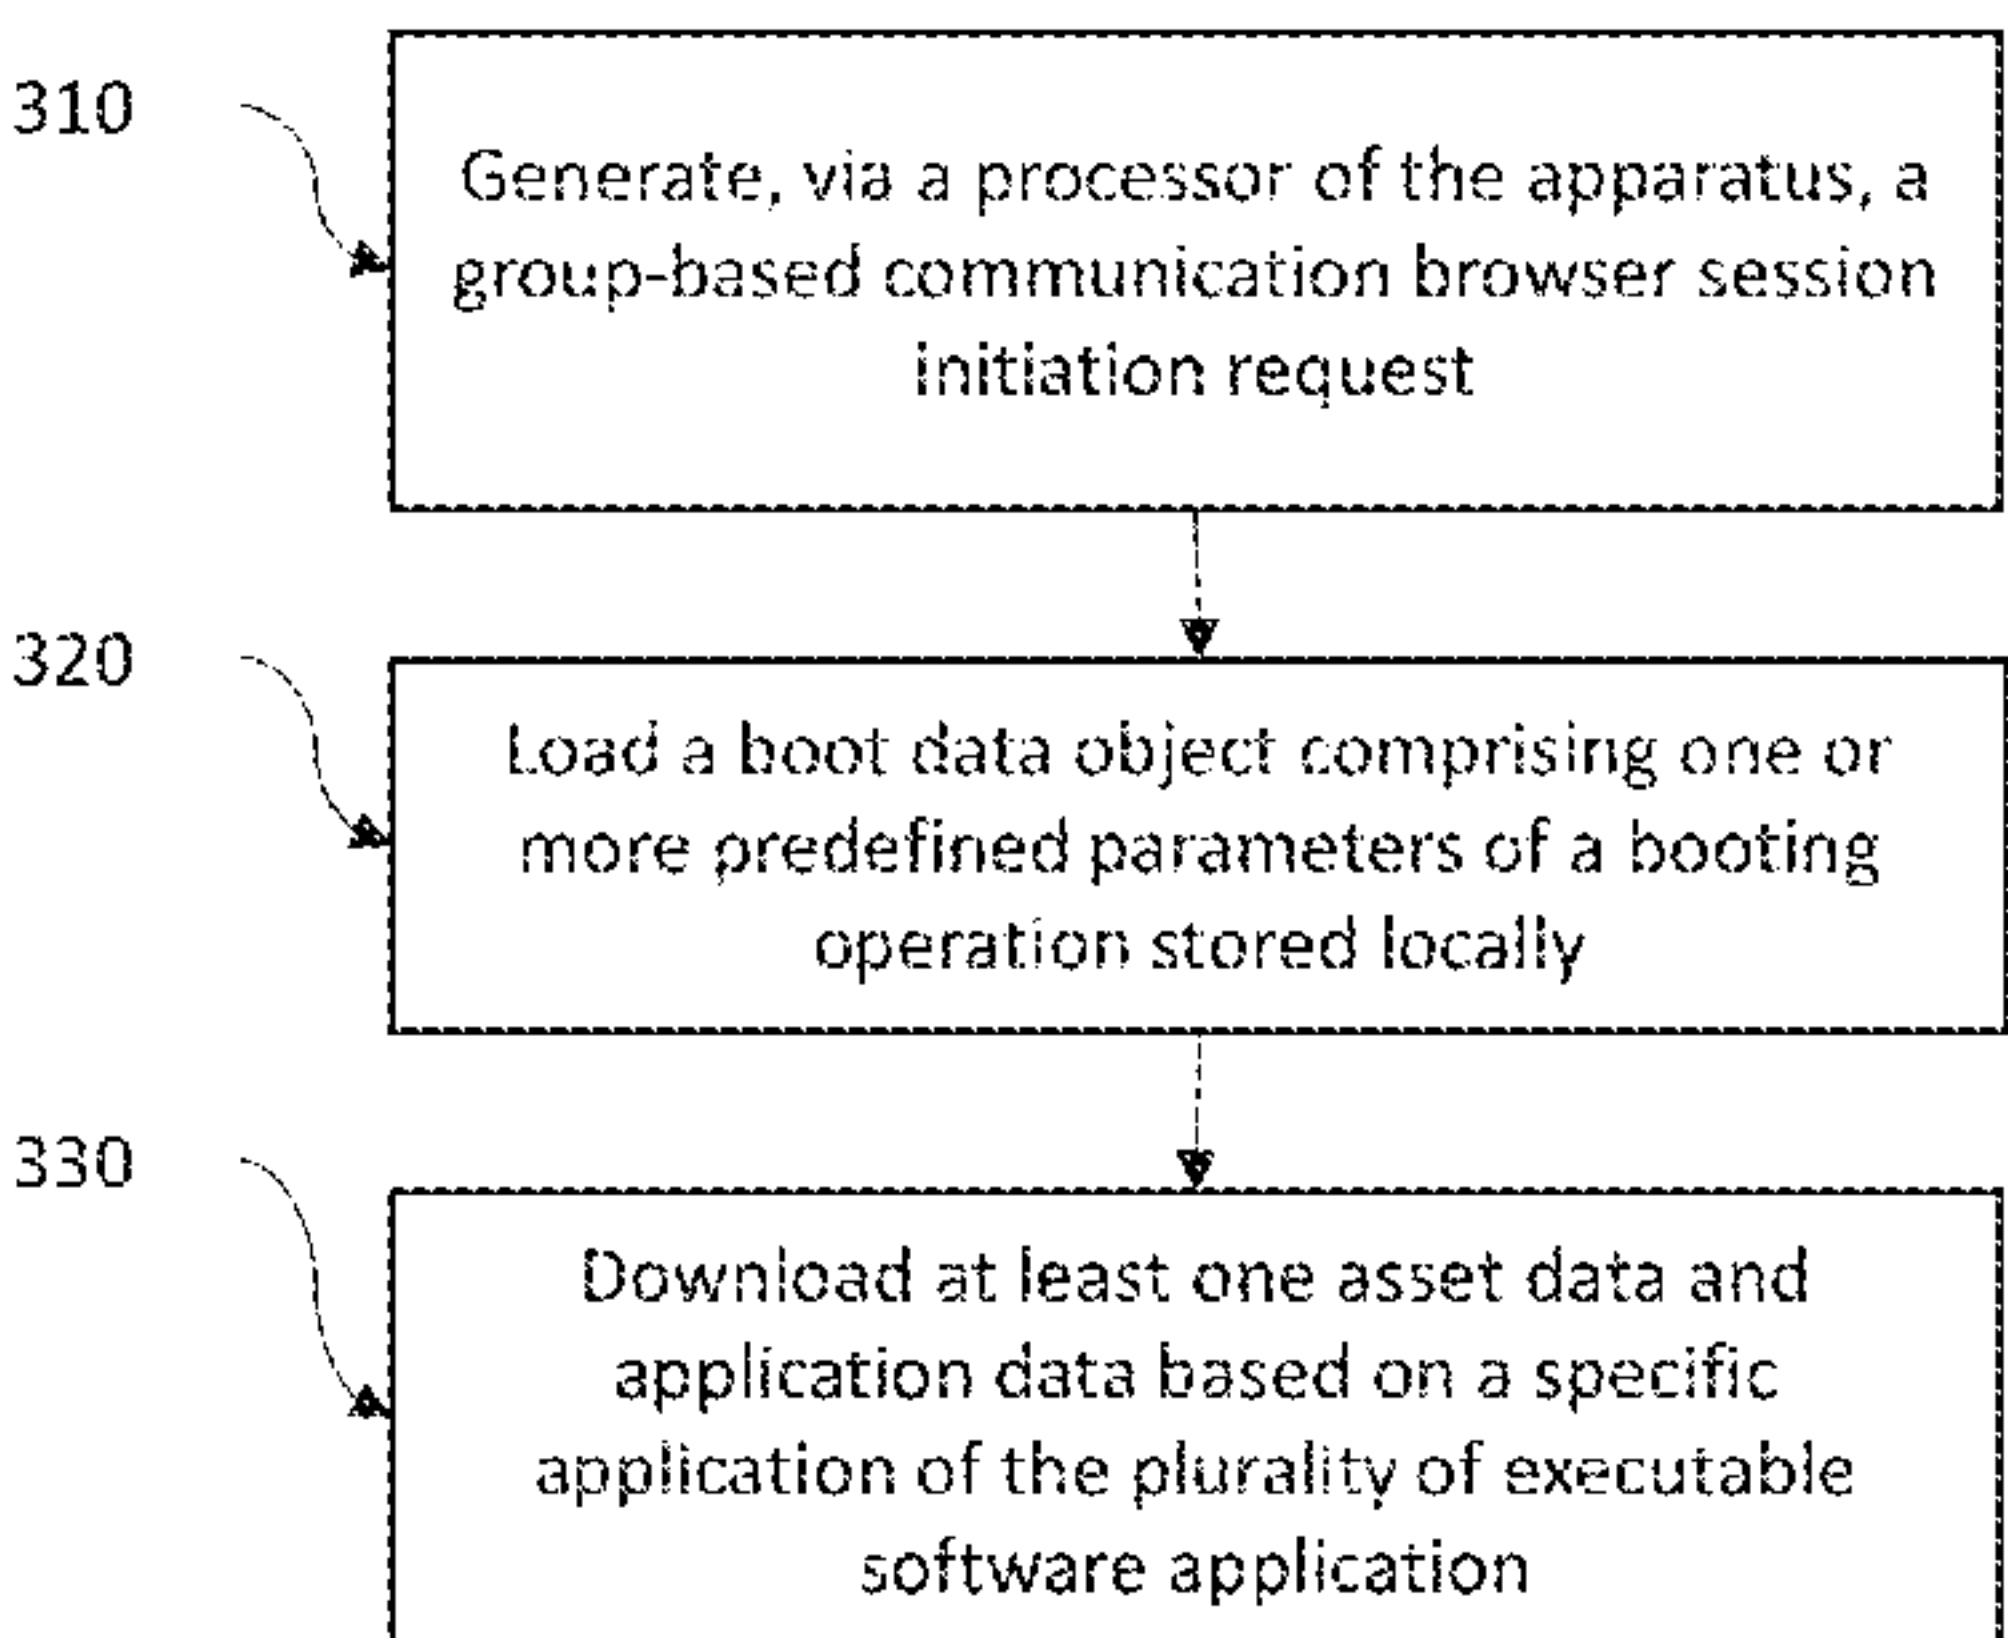 310
Generate, via a processor of the apparatus, a
group-based communication browser session
initiation request
320
Load a boot data object comprising one or
more predefined parameters of a booting
operation stored locally
330
Download at least one asset data and
application data based on a specific
application of the plurality of executable
software application